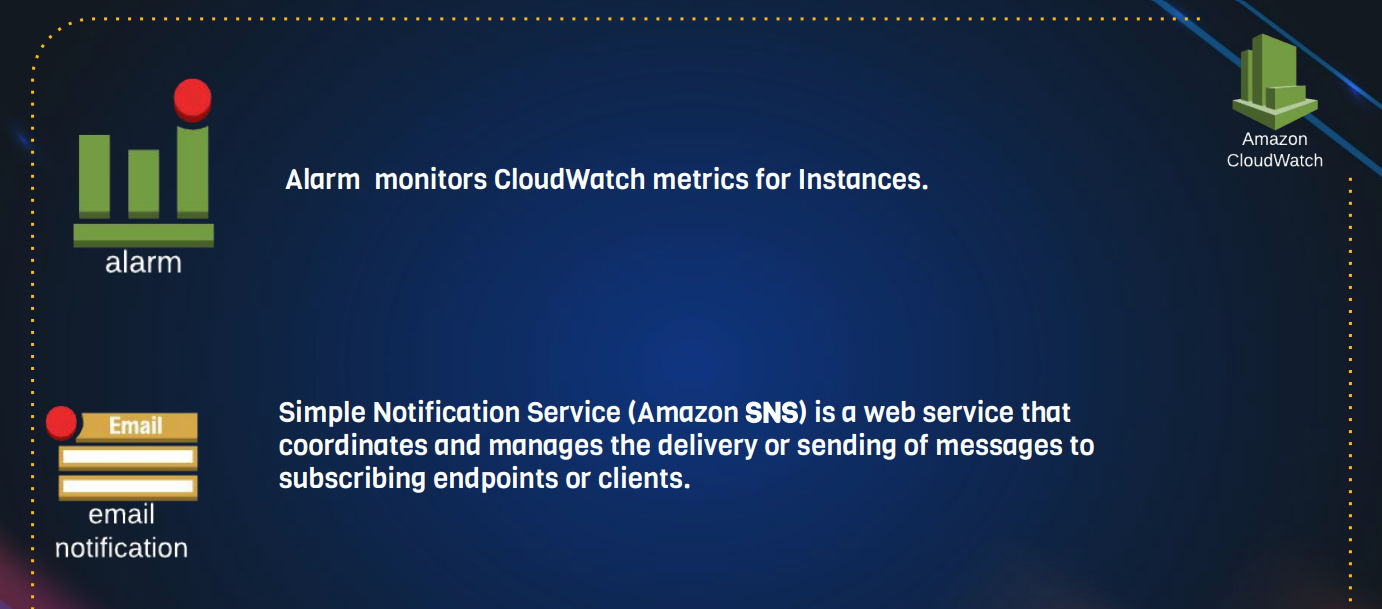 Amazon
CloudWatch
Alarm  monitors CloudWatch metrics for Instances.
alarm
Simple Notification Service (Amazon SNS) is a web service that
coordinates and manages the delivery or sending of messages to
subscribing endpoints or clients.
Email
email
notification